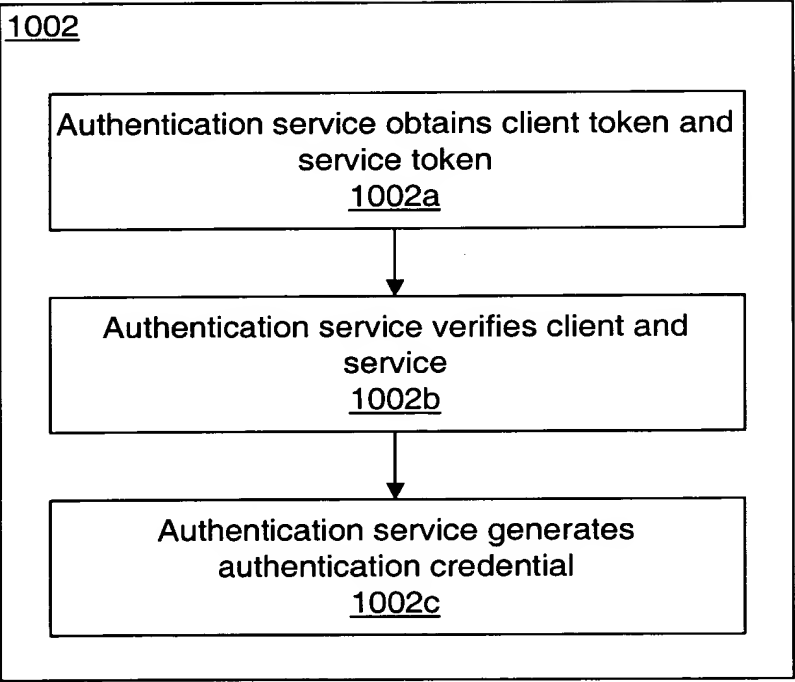 1002
Authentication service obtains client token and
service token
1002a
Authentication service verifies client and
service
1002b
Authentication service generates
authentication credential
1002c